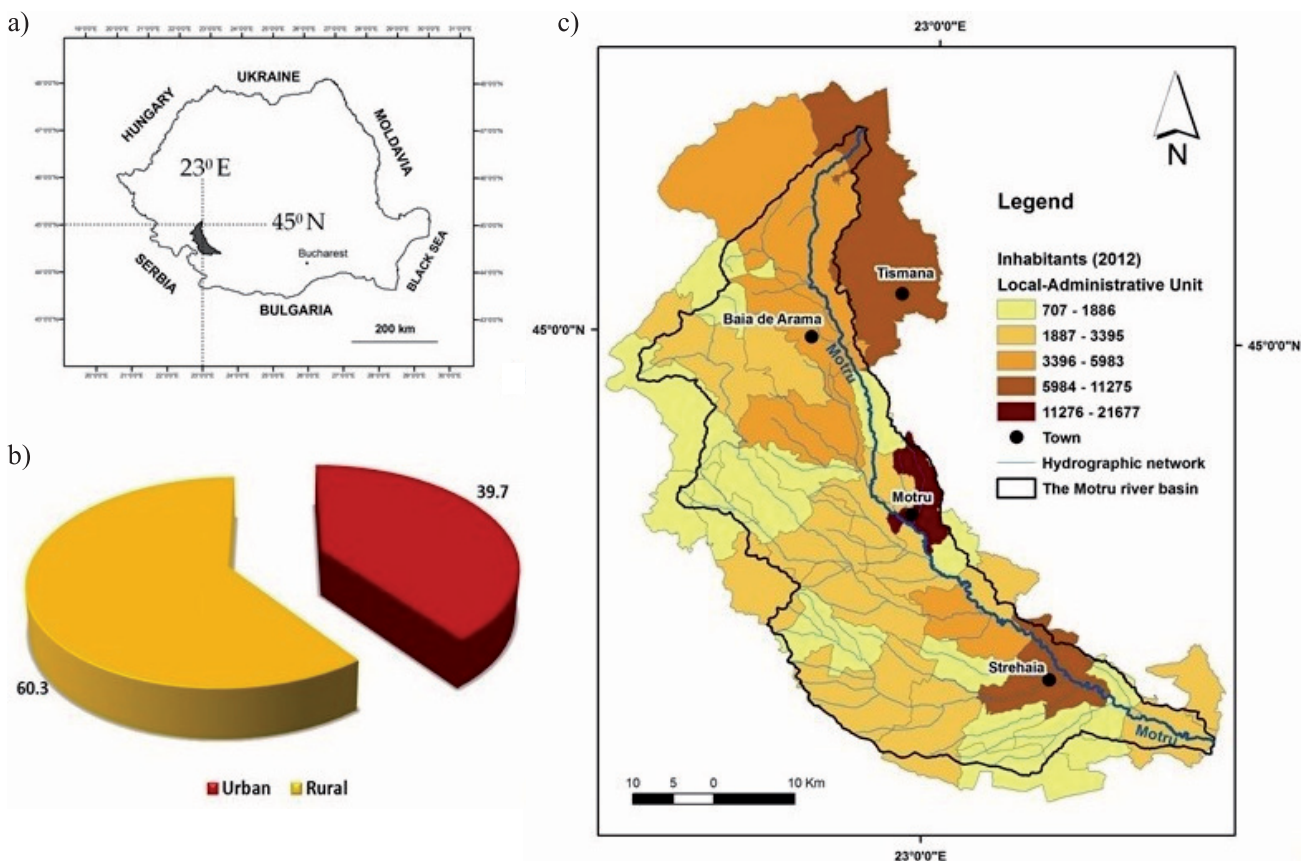 a)
UKRAINE
HUNGARY
MOLDAVIA
23⁰ E
45⁰ N
Bucharest
SERBIA
BULGARIA
BLACK SEA
200 km
b)
39.7
60.3
Urban
Rural
c)
23°0'0"E
N
Legend
Inhabitants (2012)
Local-Administrative Unit
707 - 1886
1887 - 3395
3396 - 5983
5984 - 11275
11276 - 21677
Town
Hydrographic network
The Motru river basin
Tismana
Baia de Arama
45°0'0"N
45°0'0"N
Motru
Motru
Strehaia
Motru
10 5 0 10 Km
23°0'0"E